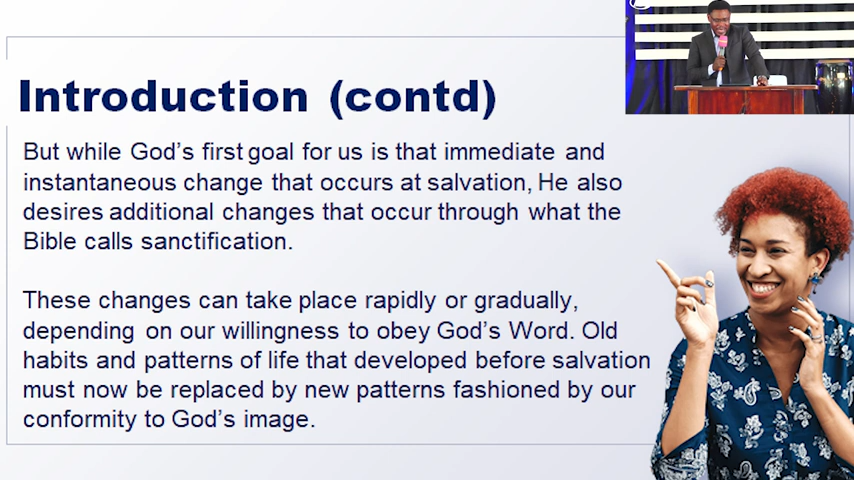 Introduction (contd)
But while God's first goal for us is that immediate and
instantaneous change that occurs at salvation, He also
desires additional changes that occur through what the
Bible calls sanctification.
These changes can take place rapidly or gradually,
depending on our willingness to obey God's Word. Old
habits and patterns of life that developed before salvation
must now be replaced by new patterns fashioned by our
conformity to God's image.